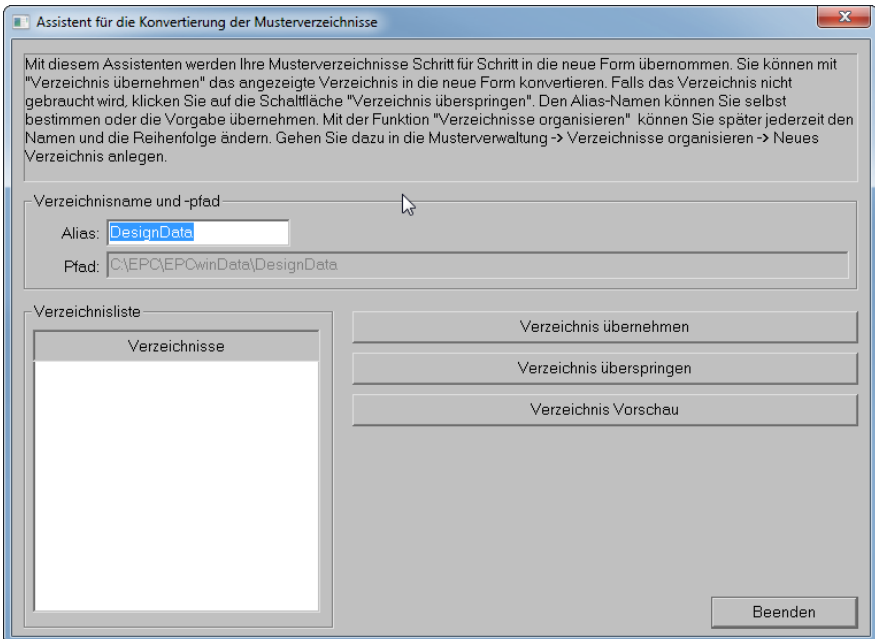 Assistent für die Konvertierung der Musterverzeichnisse
Mit diesem Assistenten werden Ihre Musterverzeichnisse Schritt für Schritt in die neue Form übernommen. Sie können mit
"Verzeichnis übernehmen" das angezeigte Verzeichnis in die neue Form konvertieren. Falls das Verzeichnis nicht
gebraucht wird, klicken Sie auf die Schaltfläche "Verzeichnis überspringen". Den Alias-Namen können Sie selbst
bestimmen oder die Vorgabe übernehmen. Mit der Funktion "Verzeichnisse organisieren" können Sie später jederzeit den
Namen und die Reihenfolge ändern. Gehen Sie dazu in die Musterverwaltung -> Verzeichnisse organisieren -> Neues
Verzeichnis anlegen.
Verzeichnisname und -pfad
Alias: DesignData
Pfad: C:\EPC\EPCwinData\DesignData
Verzeichnisliste
Verzeichnisse
Verzeichnis übernehmen
Verzeichnis überspringen
Verzeichnis Vorschau
Beenden